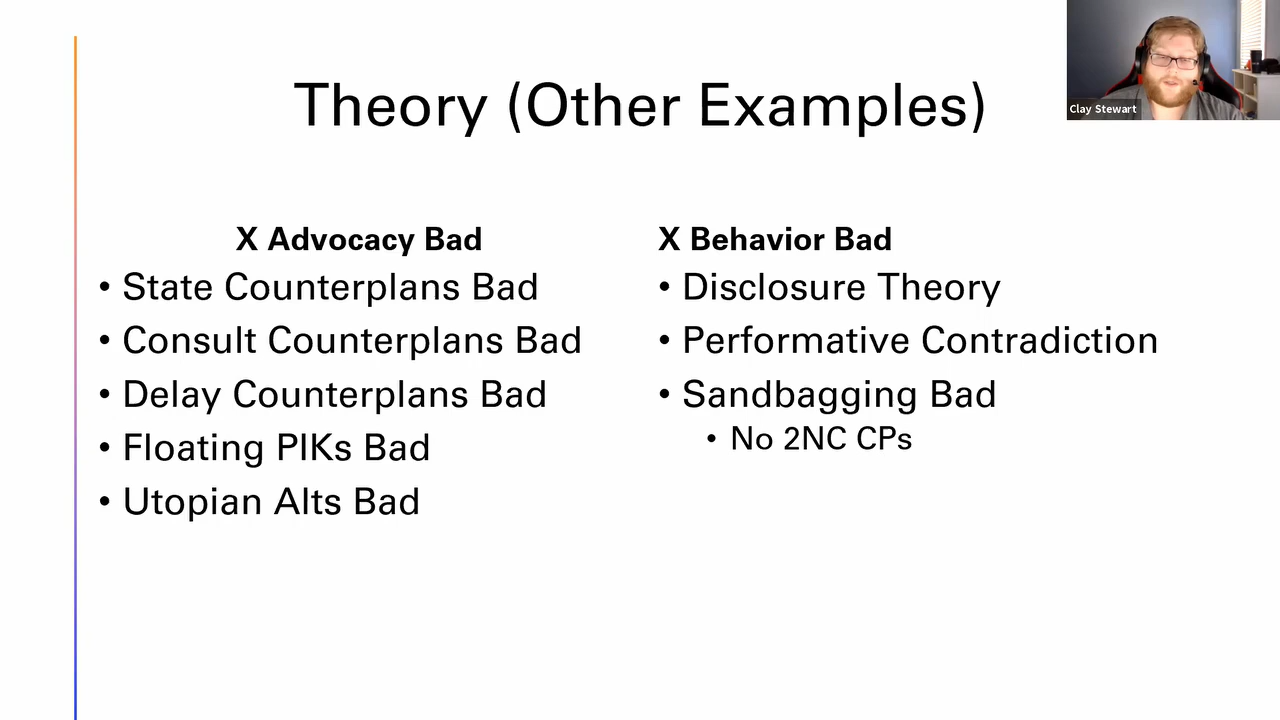 Theory (Other Examples)
Clay Stewart
X Advocacy Bad
• State Counterplans Bad
• Consult Counterplans Bad
• Delay Counterplans Bad
• Floating PIKs Bad
• Utopian Alts Bad
X Behavior Bad
• Disclosure Theory
• Performative Contradiction
• Sandbagging Bad
• No 2NC CPs